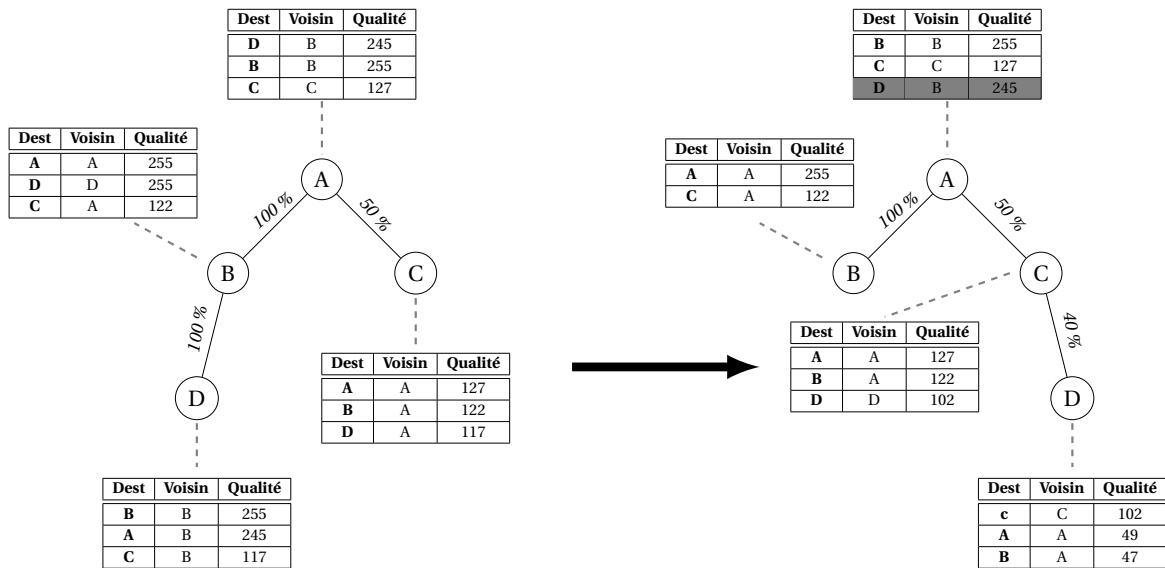 Dest Voisin Qualité
D B 245
B B 255
C C 127
Dest Voisin Qualité
A A 255
D D 255
C A 122
A
100 %
50 %
B
C
100 %
D
Dest Voisin Qualité
A A 127
B A 122
D A 117
Dest Voisin Qualité
B B 255
A B 245
C B 117
Dest Voisin Qualité
B B 255
C C 127
D B 245
Dest Voisin Qualité
A A 255
C A 122
A
100 %
50 %
B
C
40 %
D
Dest Voisin Qualité
A A 127
B A 122
D D 102
Dest Voisin Qualité
c C 102
A A 49
B A 47